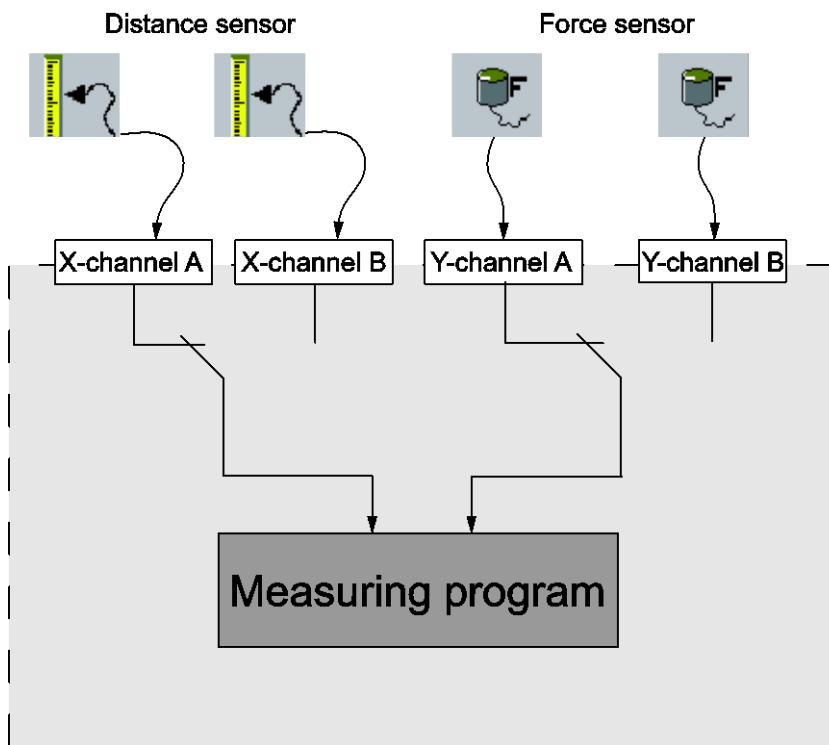 Distance sensor
Force sensor
F
F
X-channel A
X-channel B
Y-channel A
Y-channel B
Measuring program